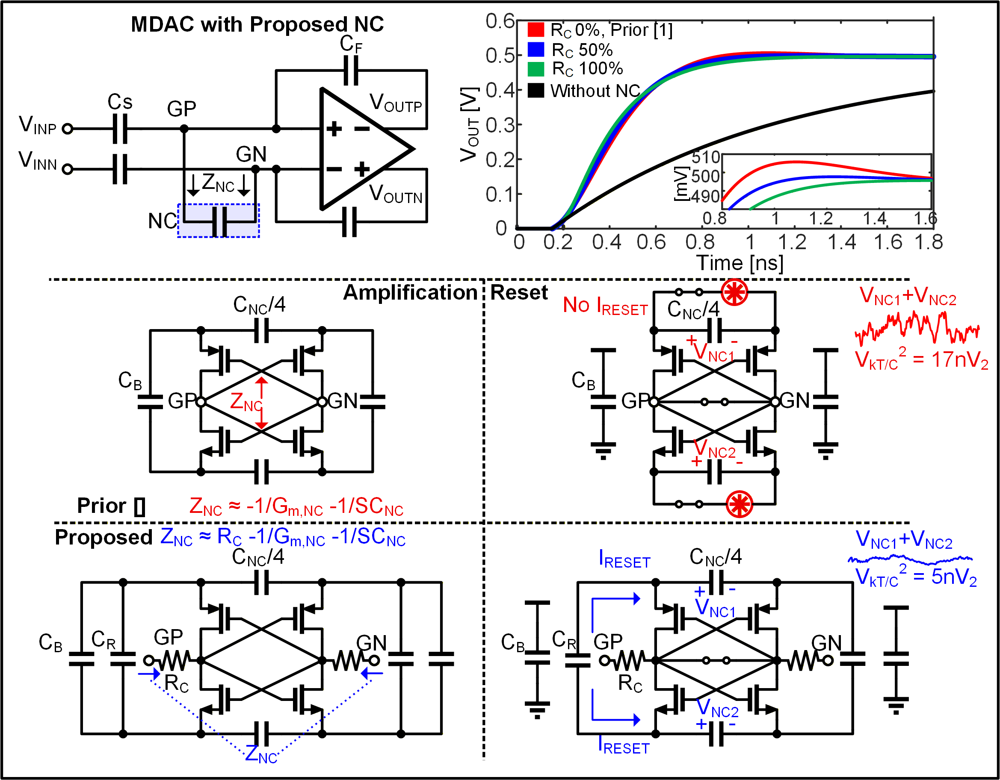 MDAC with Proposed NC
CF
Cs
GP
VOUTP
VINP
VINN
GN
ZNC
VOUTN
NC
+ −
− +
0.6
0.5
0.4
0.3
0.2
0.1
0
VOUT [V]
RC 0%, Prior [1]
RC 50%
RC 100%
Without NC
510
500
490
[mV]
0.8 1 1.2 1.4 1.6
0 0.2 0.4 0.6 0.8 1 1.2 1.4 1.6 1.8
Time [ns]
Amplification
CNC/4
CB
GP
ZNC
GN
Prior []
ZNC ≈ -1/Gm,NC -1/SCNC
Reset
No IRESET
CNC/4
+ -
VNC1
CB
GP
GN
VNC2
+ -
VNC1+VNC2
VkT/C2 = 17nV2
Proposed
ZNC ≈ RC -1/Gm,NC -1/SCNC
CNC/4
CB
CR
GP
GN
RC
ZNC
IRESET
CNC/4
+ -
VNC1
CB
CR
GP
GN
RC
VNC2
+ -
IRESET
VNC1+VNC2
VkT/C2 = 5nV2